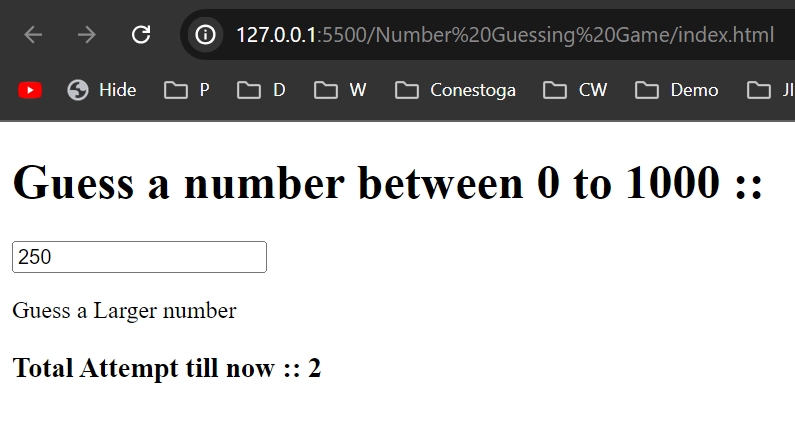 127.0.0.1:5500/Number%20Guessing%20Game/index.html
Hide P D W Conestoga CW Demo
Guess a number between 0 to 1000 ::
250
Guess a Larger number
Total Attempt till now :: 2